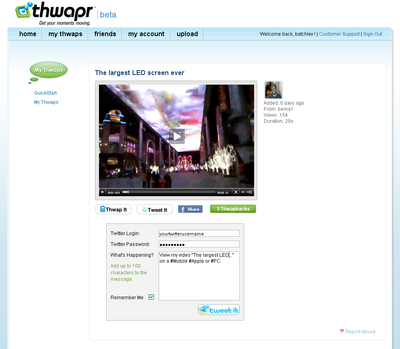 thwapr beta
Get your moments moving.
home my thwaps friends my account upload
Welcome back, batchley1! | Customer Support | Sign Out
My Thwaps
QuickStart
My Thwaps
The largest LED screen ever
Added: 8 days ago
From: bema1
Views: 154
Duration: 29s
Thwap It Tweet It Share 3 Thwapbacks
Twitter Login: yourtwitterusername
Twitter Password:
What's Happening? View my video "The largest LED..."
on a #Mobile #Apple or #PC.
Add up to 100
characters to the
message.
Remember Me
tweet it
Report Abuse